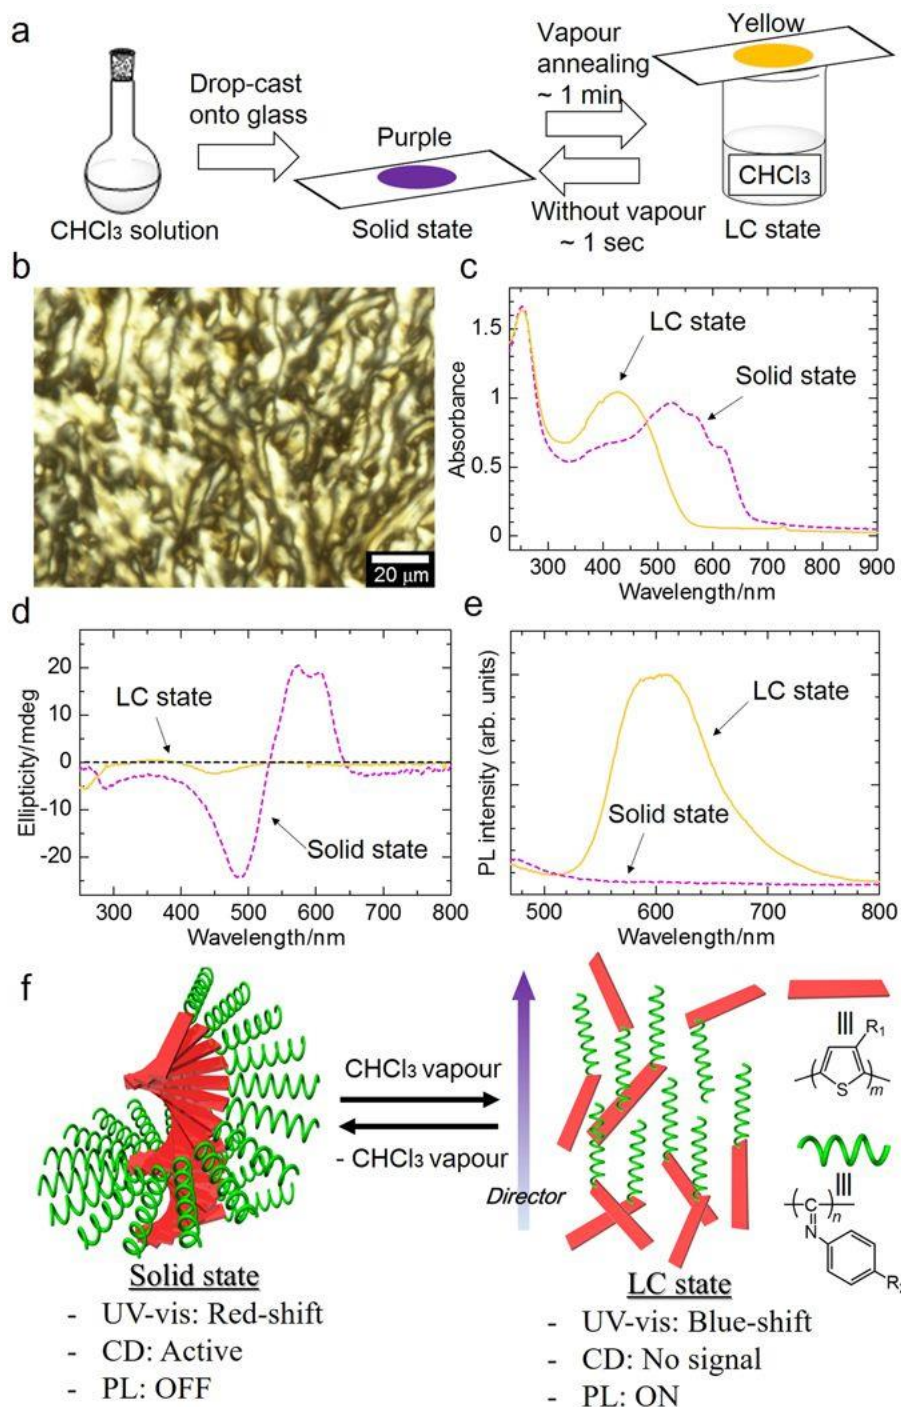 a
Drop-cast
onto glass
CHCl₃ solution
Purple
Solid state
Vapour
annealing
~ 1 min
Without vapour
~ 1 sec
Yellow
CHCl₃
LC state
b
20 μm
c
LC state
Solid state
Absorbance
1.5
1
0.5
0
300 400 500 600 700 800 900
Wavelength/nm
d
LC state
Solid state
Ellipticity/mdeg
20
10
0
-10
-20
300 400 500 600 700 800
Wavelength/nm
e
LC state
Solid state
PL intensity (arb. units)
500 600 700 800
Wavelength/nm
f
CHCl₃ vapour
- CHCl₃ vapour
Director
R₁
S
m
C
n
N
R₂
Solid state
- UV-vis: Red-shift
- CD: Active
- PL: OFF
LC state
- UV-vis: Blue-shift
- CD: No signal
- PL: ON